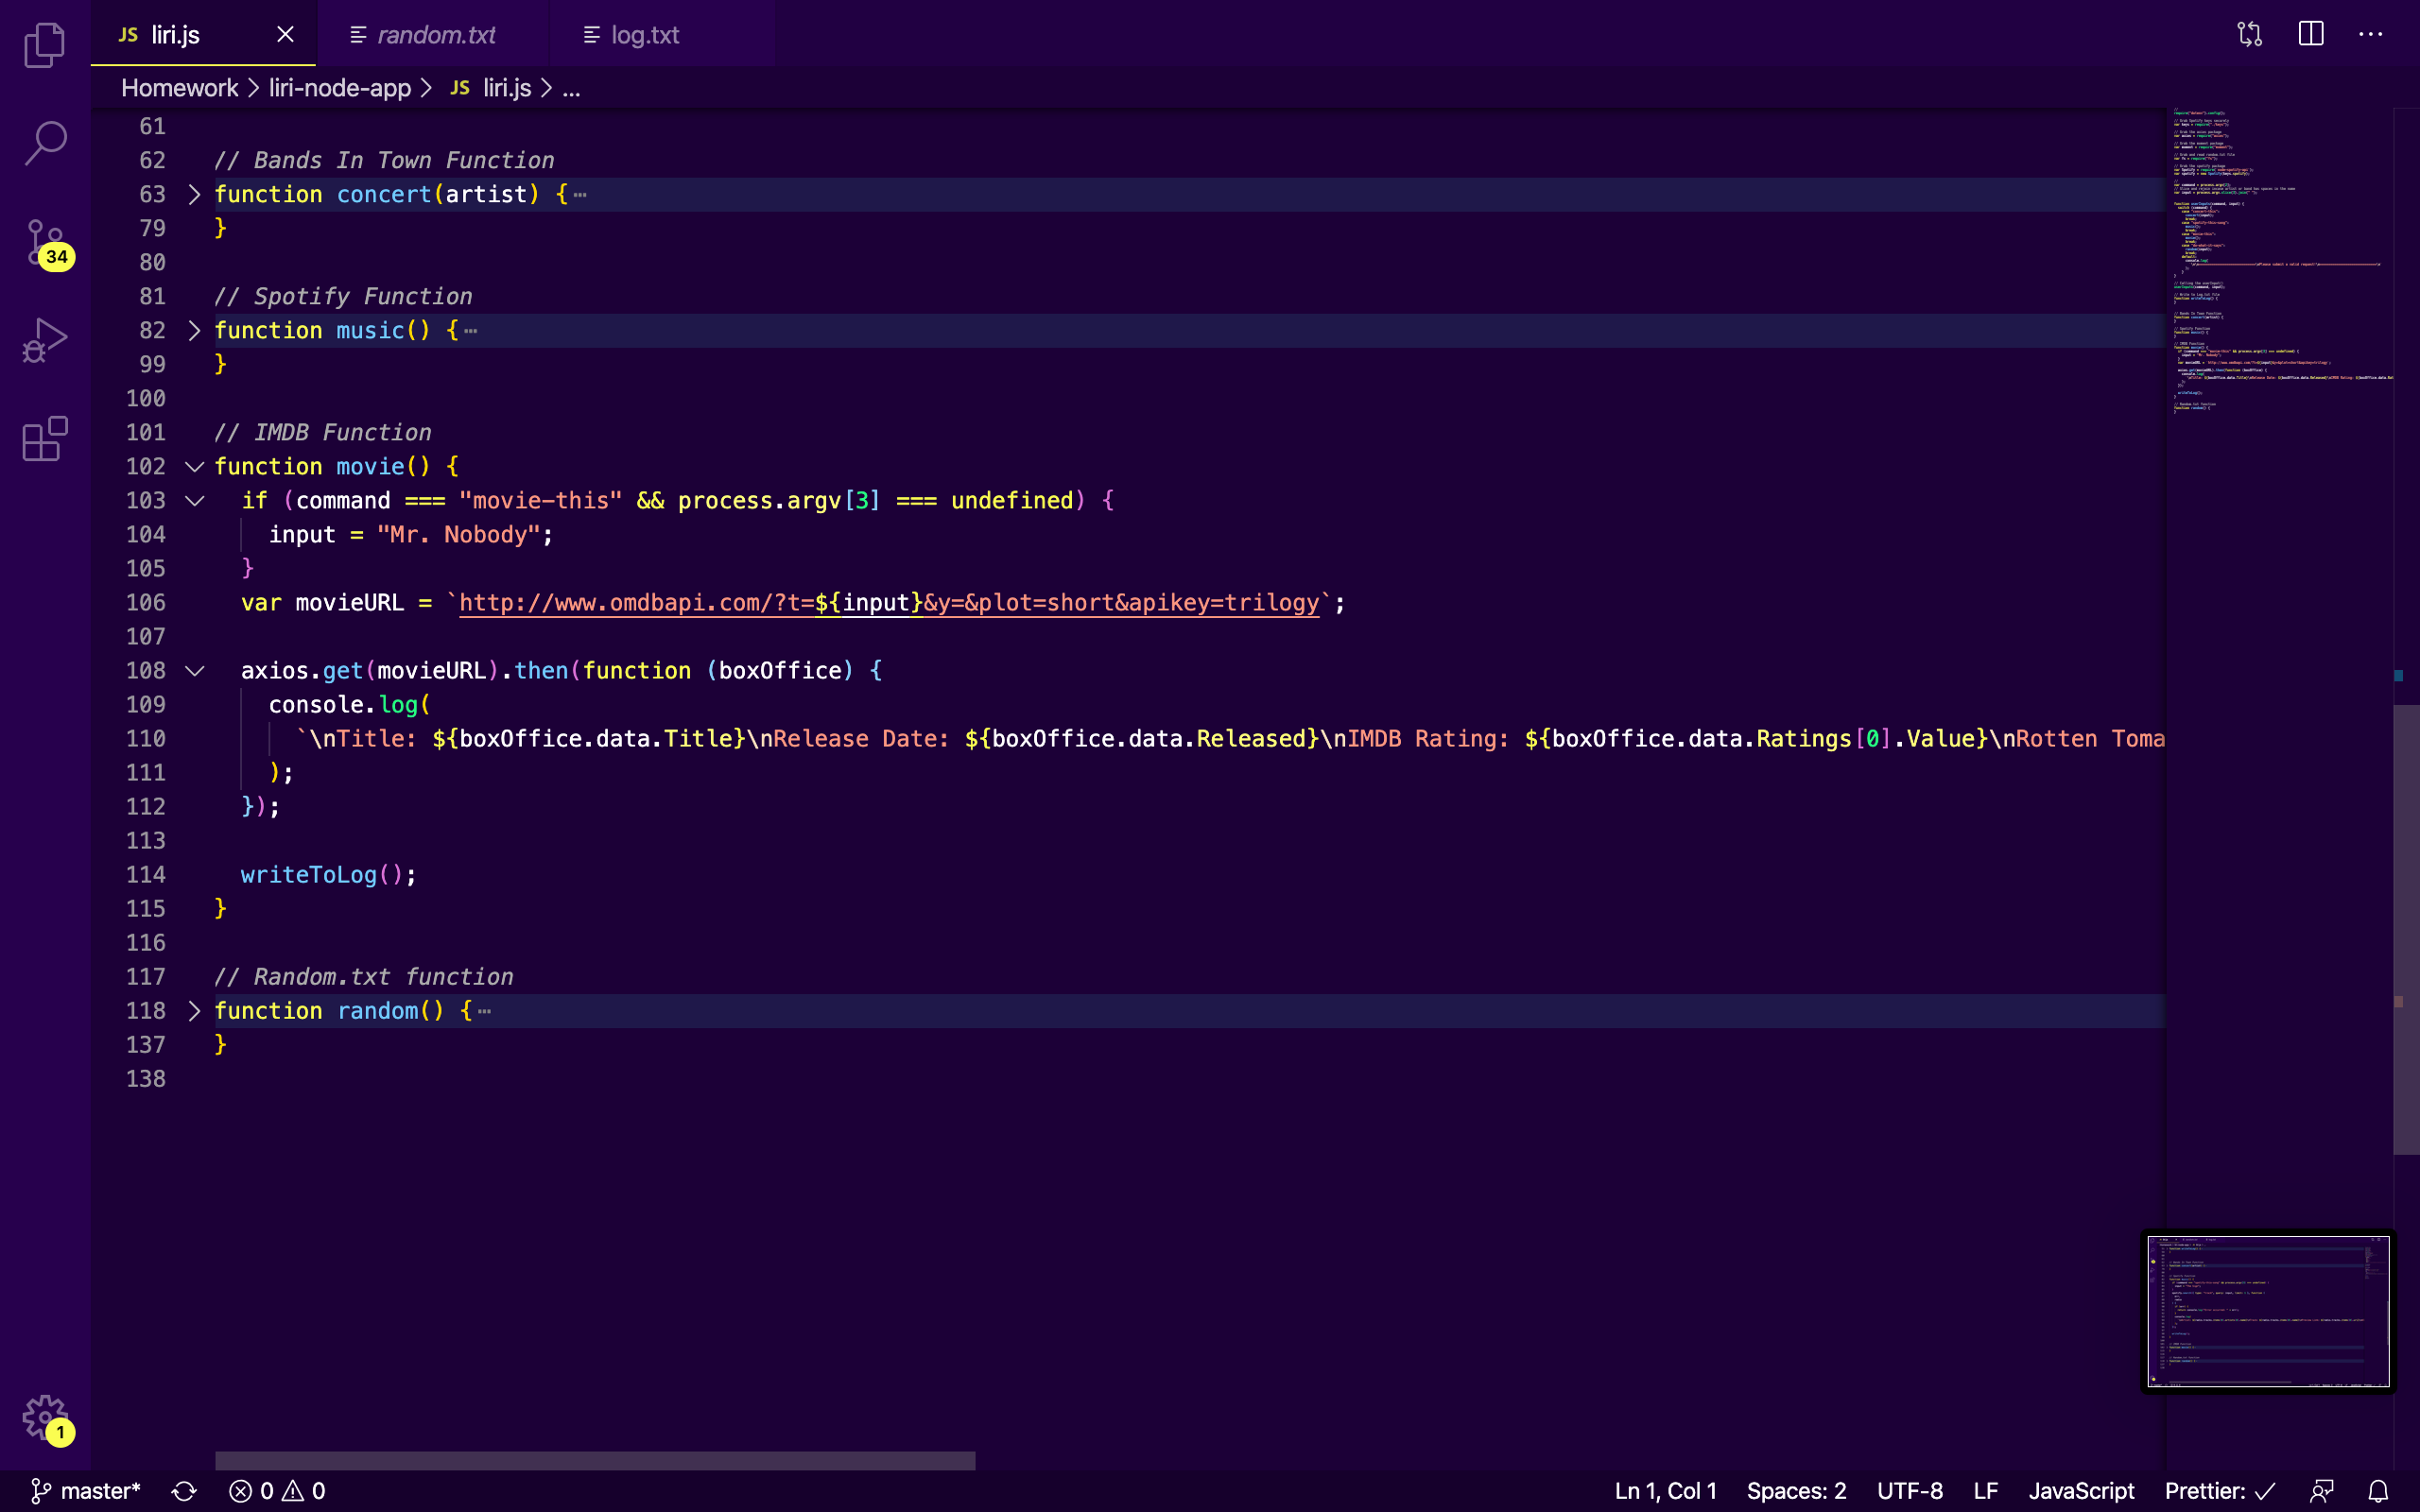 JS liri.js
random.txt
log.txt
Homework > liri-node-app > JS liri.js > ...
61
62 // Bands In Town Function
63 function concert(artist) {⋯
79 }
80
81 // Spotify Function
82 function music() {⋯
99 }
100
101 // IMDB Function
102 function movie() {
103 if (command === "movie-this" && process.argv[3] === undefined) {
104 input = "Mr. Nobody";
105 }
106 var movieURL = `http://www.omdbapi.com/?t=${input}&y=&plot=short&apikey=trilogy`;
107
108 axios.get(movieURL).then(function (boxOffice) {
109 console.log(
110 `\nTitle: ${boxOffice.data.Title}\nRelease Date: ${boxOffice.data.Released}\nIMDB Rating: ${boxOffice.data.Ratings[0].Value}\nRotten Toma
111 );
112 });
113
114 writeToLog();
115 }
116
117 // Random.txt function
118 function random() {⋯
137 }
138
34
1
master*
0
0
Ln 1, Col 1
Spaces: 2
UTF-8
LF
JavaScript
Prettier: ✓